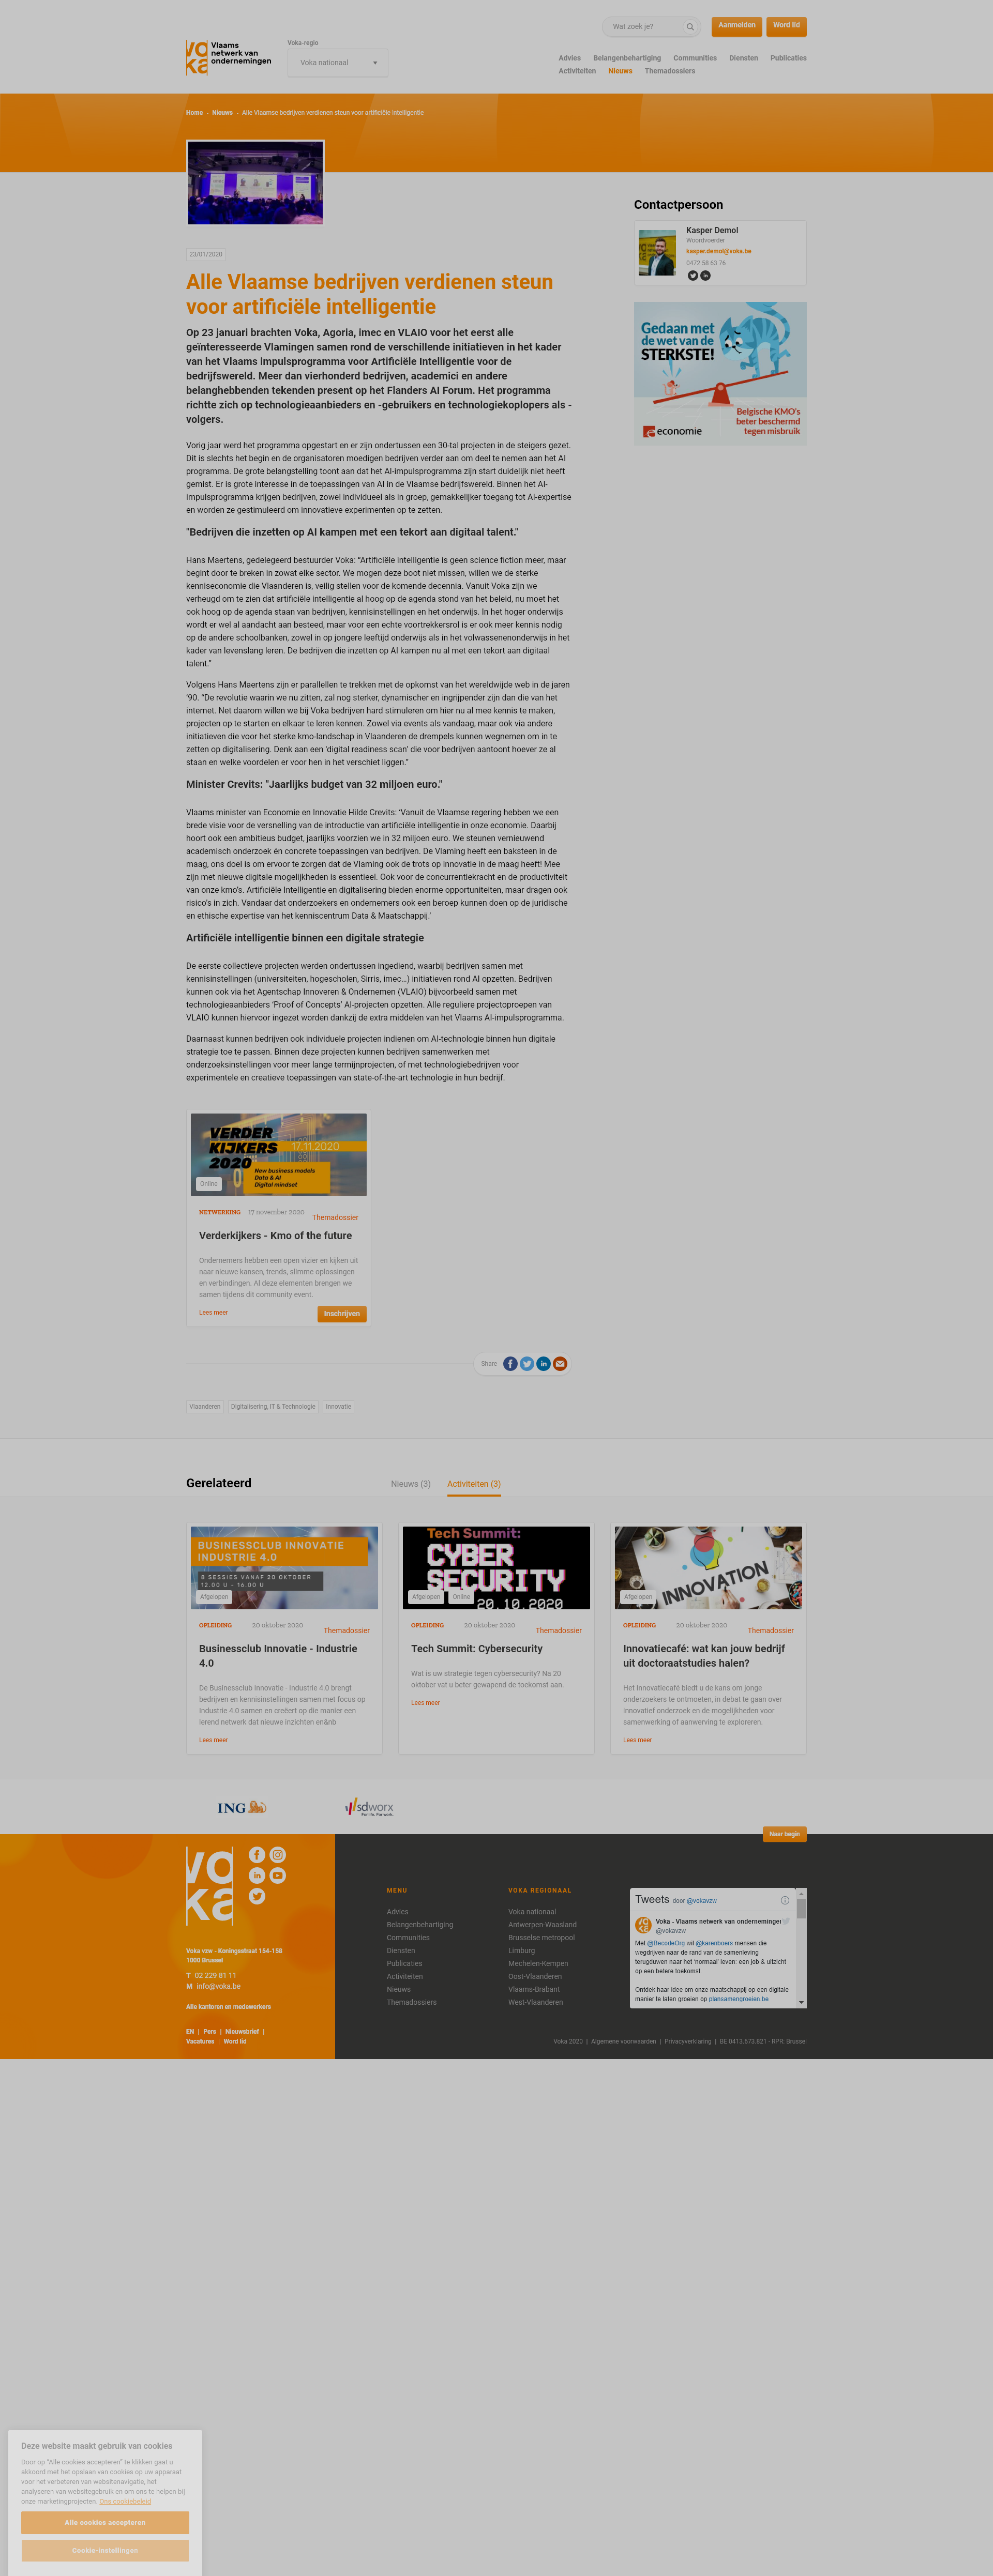 Wat zoek je?
Aanmelden
Word lid
Vlaams
netwerk van
ondernemingen
Voka-regio
Voka nationaal
Advies Belangenbehartiging Communities Diensten Publicaties
Activiteiten Nieuws Themadossiers
Home Nieuws Alle Vlaamse bedrijven verdienen steun voor artificiële intelligentie
23/01/2020
Alle Vlaamse bedrijven verdienen steun
voor artificiële intelligentie
Op 23 januari brachten Voka, Agoria, imec en VLAIO voor het eerst alle
geïnteresseerde Vlamingen samen rond de verschillende initiatieven in het kader
van het Vlaams impulsprogramma voor Artificiële Intelligentie voor de
bedrijfswereld. Meer dan vierhonderd bedrijven, academici en andere
belanghebbenden tekenden present op het Flanders AI Forum. Het programma
richtte zich op technologieaanbieders en -gebruikers en technologiekoplopers als -
volgers.
Vorig jaar werd het programma opgestart en er zijn ondertussen een 30-tal projecten in de steigers gezet.
Dit is slechts het begin en de organisatoren moedigen bedrijven verder aan om deel te nemen aan het AI
programma. De grote belangstelling toont aan dat het AI-impulsprogramma zijn start duidelijk niet heeft
gemist. Er is grote interesse in de toepassingen van AI in de Vlaamse bedrijfswereld. Binnen het AI-
impulsprogramma krijgen bedrijven, zowel individueel als in groep, gemakkelijker toegang tot AI-expertise
en worden ze gestimuleerd om innovatieve experimenten op te zetten.
"Bedrijven die inzetten op AI kampen met een tekort aan digitaal talent."
Hans Maertens, gedelegeerd bestuurder Voka: “Artificiële intelligentie is geen science fiction meer, maar
begint door te breken in zowat elke sector. We mogen deze boot niet missen, willen we de sterke
kenniseconomie die Vlaanderen is, veilig stellen voor de komende decennia. Vanuit Voka zijn we
verheugd om te zien dat artificiële intelligentie al hoog op de agenda stond van het beleid, nu moet het
ook hoog op de agenda staan van bedrijven, kennisinstellingen en het onderwijs. In het hoger onderwijs
wordt er wel al aandacht aan besteed, maar voor een echte voortrekkersrol is er ook meer kennis nodig
op de andere schoolbanken, zowel in op jongere leeftijd onderwijs als in het volwassenenonderwijs in het
kader van levenslang leren. De bedrijven die inzetten op AI kampen nu al met een tekort aan digitaal
talent.”
Volgens Hans Maertens zijn er parallellen te trekken met de opkomst van het wereldwijde web in de jaren
‘90. “De revolutie waarin we nu zitten, zal nog sterker, dynamischer en ingrijpender zijn dan die van het
internet. Net daarom willen we bij Voka bedrijven hard stimuleren om hier nu al mee kennis te maken,
projecten op te starten en elkaar te leren kennen. Zowel via events als vandaag, maar ook via andere
initiatieven die voor het sterke kmo-landschap in Vlaanderen de drempels kunnen wegnemen om in te
zetten op digitalisering. Denk aan een ‘digital readiness scan’ die voor bedrijven aantoont hoever ze al
staan en welke voordelen er voor hen in het verschiet liggen.”
Minister Crevits: "Jaarlijks budget van 32 miljoen euro."
Vlaams minister van Economie en Innovatie Hilde Crevits: ‘Vanuit de Vlaamse regering hebben we een
brede visie voor de versnelling van de introductie van artificiële intelligentie in onze economie. Daarbij
hoort ook een ambitieus budget, jaarlijks voorzien we in 32 miljoen euro. We steunen vernieuwend
academisch onderzoek én concrete toepassingen van bedrijven. De Vlaming heeft een baksteen in de
maag, ons doel is om ervoor te zorgen dat de Vlaming ook de trots op innovatie in de maag heeft! Mee
zijn met nieuwe digitale mogelijkheden is essentieel. Ook voor de concurrentiekracht en de productiviteit
van onze kmo’s. Artificiële Intelligentie en digitalisering bieden enorme opportuniteiten, maar dragen ook
risico’s in zich. Vandaar dat onderzoekers en ondernemers ook een beroep kunnen doen op de juridische
en ethische expertise van het kenniscentrum Data & Maatschappij.’
Artificiële intelligentie binnen een digitale strategie
De eerste collectieve projecten werden ondertussen ingediend, waarbij bedrijven samen met
kennisinstellingen (universiteiten, hogescholen, Sirris, imec…) initiatieven rond AI opzetten. Bedrijven
kunnen ook via het Agentschap Innoveren & Ondernemen (VLAIO) bijvoorbeeld samen met
technologieaanbieders ‘Proof of Concepts’ AI-projecten opzetten. Alle reguliere projectoproepen van
VLAIO kunnen hiervoor ingezet worden dankzij de extra middelen van het Vlaams AI-impulsprogramma.
Daarnaast kunnen bedrijven ook individuele projecten indienen om AI-technologie binnen hun digitale
strategie toe te passen. Binnen deze projecten kunnen bedrijven samenwerken met
onderzoeksinstellingen voor meer lange termijnprojecten, of met technologiebedrijven voor
experimentele en creatieve toepassingen van state-of-the-art technologie in hun bedrijf.
Contactpersoon
Kasper Demol
Woordvoerder
kasper.demol@voka.be
0472 58 63 76
Gedaan met
de wet van de
STERKSTE!
Belgische KMO's
beter beschermd
tegen misbruik
economie
VERDER
KIJKERS
2020
17.11.2020
New business models
Data & AI
Digital mindset
Online
NETWERKING 17 november 2020 Themadossier
Verderkijkers - Kmo of the future
Ondernemers hebben een open vizier en kijken uit
naar nieuwe kansen, trends, slimme oplossingen
en verbindingen. Al deze elementen brengen we
samen tijdens dit community event.
Lees meer
Inschrijven
Share
Vlaanderen Digitalisering, IT & Technologie Innovatie
Gerelateerd Nieuws (3) Activiteiten (3)
BUSINESSCLUB INNOVATIE
INDUSTRIE 4.0
8 SESSIES VANAF 20 OKTOBER
12.00 U - 16.00 U
Afgelopen
OPLEIDING 20 oktober 2020 Themadossier
Businessclub Innovatie - Industrie
4.0
De Businessclub Innovatie - Industrie 4.0 brengt
bedrijven en kennisinstellingen samen met focus op
industrie 4.0 samen en creëert op die manier een
lerend netwerk dat nieuwe inzichten en&nb
Lees meer
Tech Summit:
CYBER
SECURITY
20.10.2020
Afgelopen Online
OPLEIDING 20 oktober 2020 Themadossier
Tech Summit: Cybersecurity
Wat is uw strategie tegen cybersecurity? Na 20
oktober vat u beter gewapend de toekomst aan.
Lees meer
INNOVATION
Afgelopen
OPLEIDING 20 oktober 2020 Themadossier
Innovatiecafé: wat kan jouw bedrijf
uit doctoraatstudies halen?
Het Innovatiecafé biedt u de kans om jonge
onderzoekers te ontmoeten, in debat te gaan over
innovatief onderzoek en de mogelijkheden voor
samenwerking of aanwerving te exploreren.
Lees meer
ING
sdworx
For life. For work.
Naar begin
voka
Voka vzw - Koningsstraat 154-158
1000 Brussel
T 02 229 81 11
M info@voka.be
Alle kantoren en medewerkers
EN | Pers | Nieuwsbrief |
Vacatures | Word lid
MENU
Advies
Belangenbehartiging
Communities
Diensten
Publicaties
Activiteiten
Nieuws
Themadossiers
VOKA REGIONAAL
Voka nationaal
Antwerpen-Waasland
Brusselse metropool
Limburg
Mechelen-Kempen
Oost-Vlaanderen
Vlaams-Brabant
West-Vlaanderen
Tweets door @vokavzw
Voka - Vlaams netwerk van ondernemingen
@vokavzw
Met @BecodeOrg wil @karenboers mensen die
wegdrijven naar de rand van de samenleving
terugduwen naar het 'normaal' leven: een job & uitzicht
op een betere toekomst.
Ontdek haar idee om onze maatschappij op een digitale
manier te laten groeien op plansamengroeien.be
Voka 2020 | Algemene voorwaarden | Privacyverklaring | BE 0413.673.821 - RPR: Brussel
Deze website maakt gebruik van cookies
Door op “Alle cookies accepteren” te klikken gaat u
akkoord met het opslaan van cookies op uw apparaat
voor het verbeteren van websitenavigatie, het
analyseren van websitegebruik en om ons te helpen bij
onze marketingprojecten. Ons cookiebeleid
Alle cookies accepteren
Cookie-instellingen